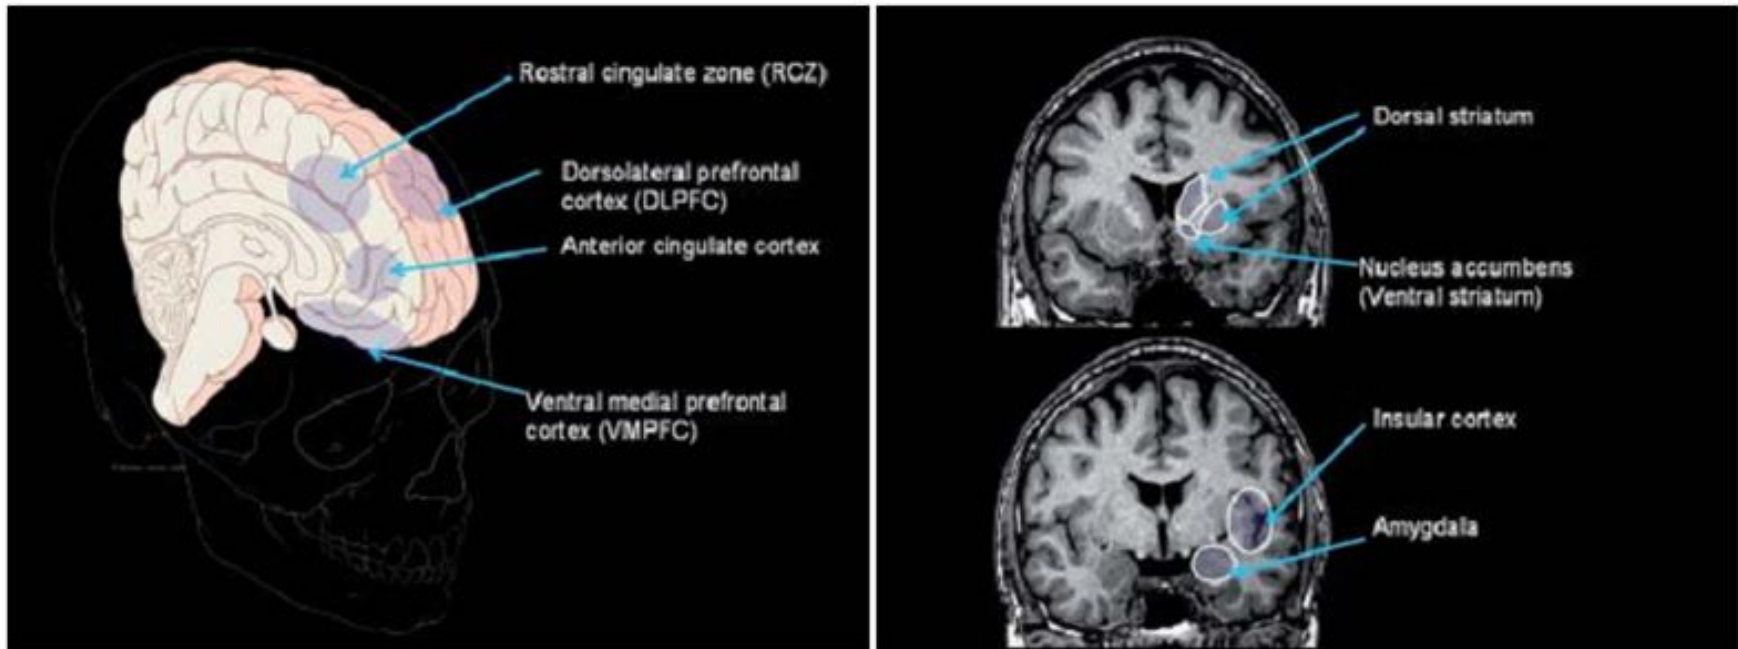 Rostral cingulate zone (RCZ)
Dorsolateral prefrontal
cortex (DLPFC)
Anterior cingulate cortex
Ventral medial prefrontal
cortex (VMPFC)
Dorsal striatum
Nucleus accumbens
(Ventral striatum)
Insular cortex
Amygdala